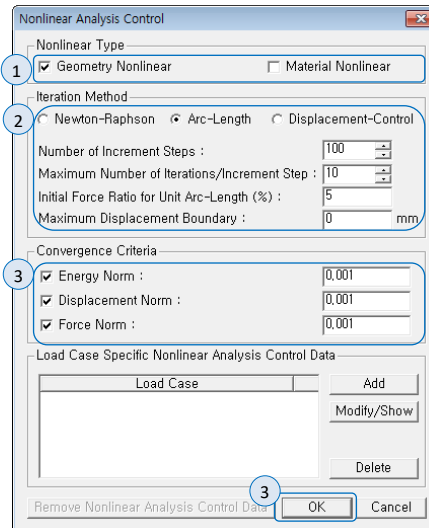 Nonlinear Analysis Control
Nonlinear Type
1
Geometry Nonlinear Material Nonlinear
Iteration Method
2
Newton-Raphson Arc-Length Displacement-Control
Number of Increment Steps : 100
Maximum Number of Iterations/Increment Step : 10
Initial Force Ratio for Unit Arc-Length (%) : 5
Maximum Displacement Boundary : 0 mm
Convergence Criteria
3
Energy Norm : 0,001
Displacement Norm : 0,001
Force Norm : 0,001
Load Case Specific Nonlinear Analysis Control Data
Load Case
Add
Modify/Show
Delete
3
Remove Nonlinear Analysis Control Data OK Cancel